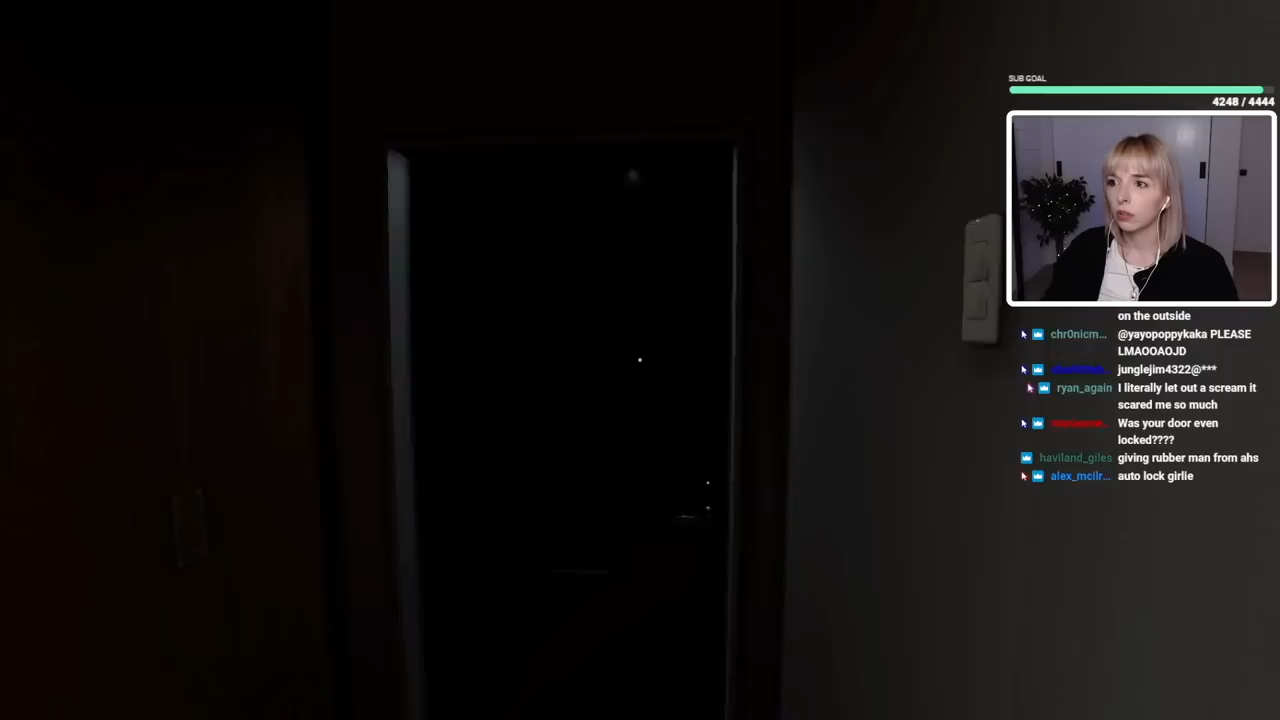 SUB GOAL
4248 / 4444
on the outside
chr0nicm... @yayopoppykaka PLEASE
LMAOOAOJD
junglejim4322@***
ryan_again I literally let out a scream it
scared me so much
Was your door even
locked????
haviland_giles giving rubber man from ahs
alex_mcilr... auto lock girlie